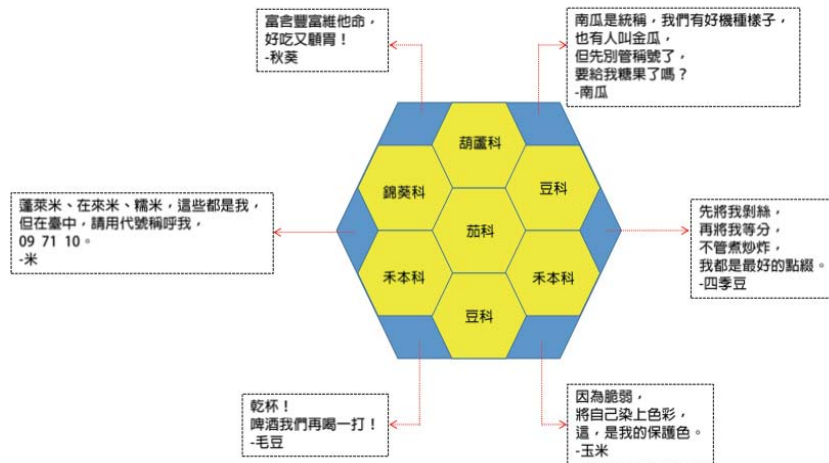 富含豐富維他命，
好吃又顧胃！
-秋葵
南瓜是統稱，我們有好機種樣子，
也有人叫金瓜，
但先別管稱號了，
要給我糖果了嗎？
-南瓜
葫蘆科
錦葵科
豆科
蓬萊米、在來米、糯米，這些都是我，
但在臺中，請用代號稱呼我，
09 71 10。
-米
茄科
先將我剝絲，
再將我等分，
不管煮炒炸，
我都是最好的點綴。
-四季豆
禾本科
禾本科
豆科
乾杯！
啤酒我們再喝一打！
-毛豆
因為脆弱，
將自己染上色彩，
這，是我的保護色。
-玉米